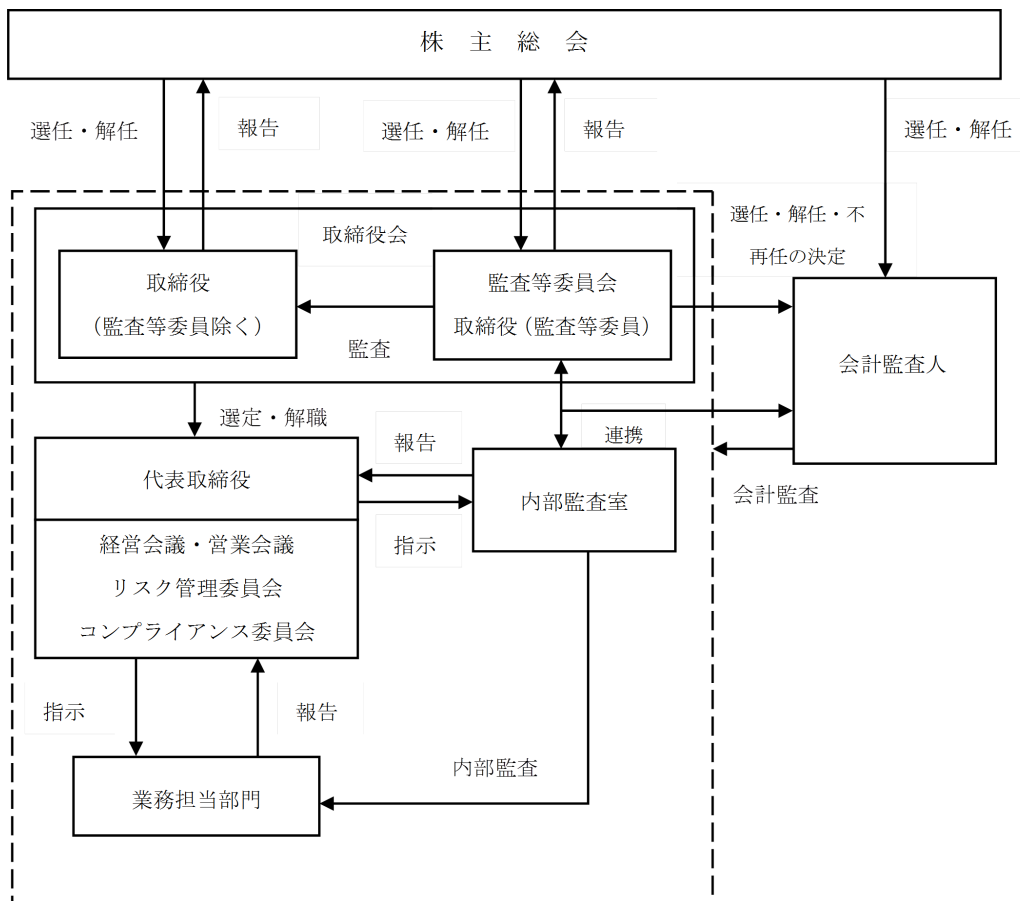 株　主　総　会
選任・解任
報告
選任・解任
報告
選任・解任
取締役会
選任・解任・不
再任の決定
取締役
（監査等委員除く）
監査等委員会
取締役（監査等委員）
監査
会計監査人
選定・解職
報告
連携
代表取締役
内部監査室
会計監査
指示
経営会議・営業会議
リスク管理委員会
コンプライアンス委員会
指示
報告
内部監査
業務担当部門